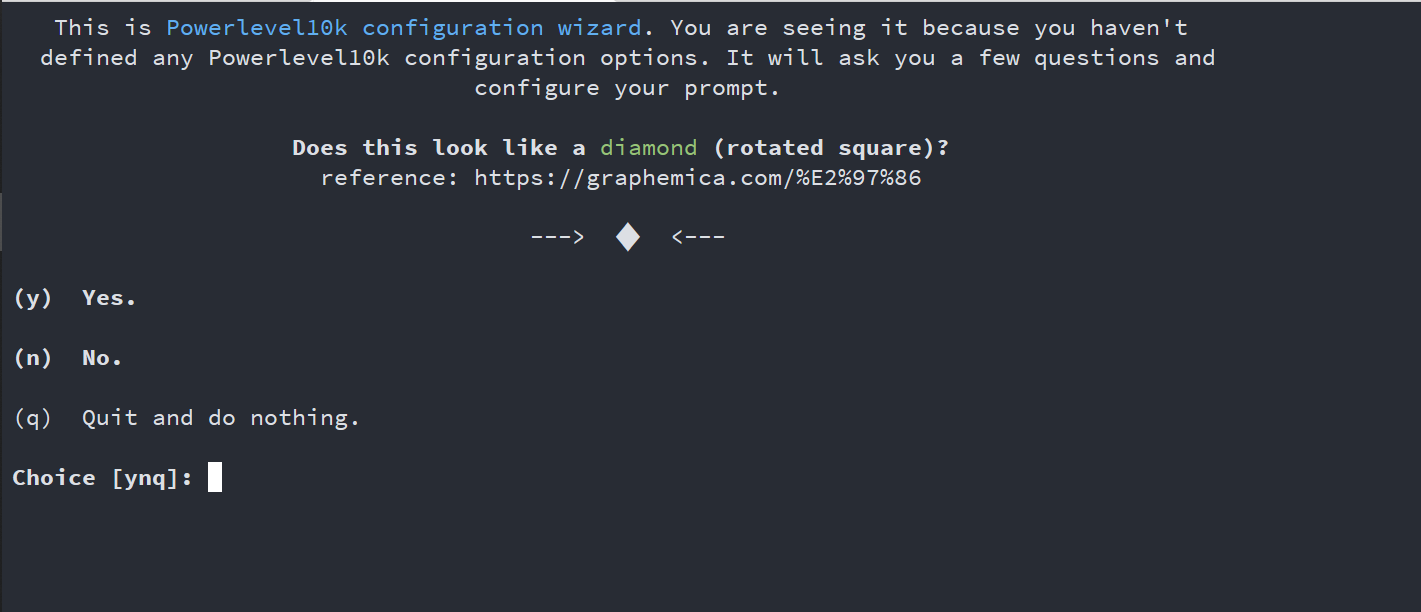 This is Powerlevel10k configuration wizard. You are seeing it because you haven't
defined any Powerlevel10k configuration options. It will ask you a few questions and
configure your prompt.
Does this look like a diamond (rotated square)?
reference: https://graphemica.com/%E2%97%86
---> ◆ <---
(y) Yes.
(n) No.
(q) Quit and do nothing.
Choice [ynq]: